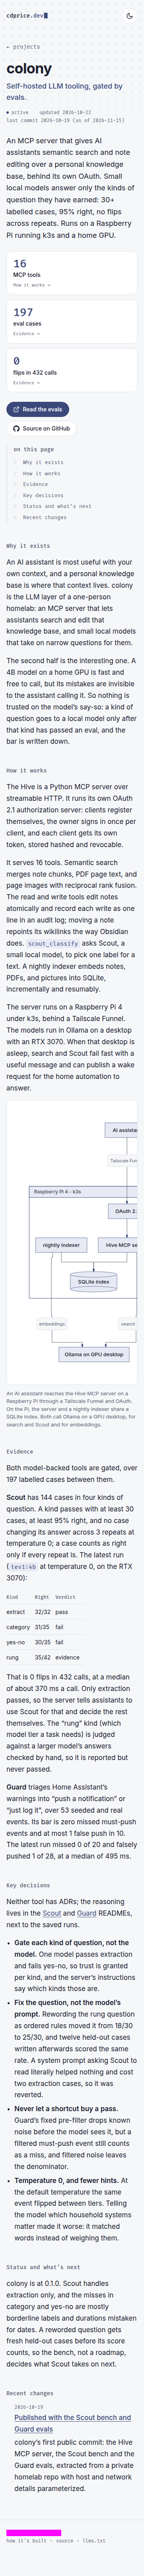 cdprice.dev
← projects
colony
Self-hosted LLM tooling, gated by
evals.
active updated 2026-10-22
last commit 2026-10-19 (as of 2026-11-15)
An MCP server that gives AI
assistants semantic search and note
editing over a personal knowledge
base, behind its own OAuth. Small
local models answer only the kinds of
question they have earned: 30+
labelled cases, 95% right, no flips
across repeats. Runs on a Raspberry
Pi running k3s and a home GPU.
16
MCP tools
How it works →
197
eval cases
Evidence →
0
flips in 432 calls
Evidence →
Read the evals
Source on GitHub
on this page
Why it exists
How it works
Evidence
Key decisions
Status and what's next
Recent changes
Why it exists
An AI assistant is most useful with your
own context, and a personal knowledge
base is where that context lives. colony
is the LLM layer of a one-person
homelab: an MCP server that lets
assistants search and edit that
knowledge base, and small local models
that take on narrow questions for them.
The second half is the interesting one. A
4B model on a home GPU is fast and
free to call, but its mistakes are invisible
to the assistant calling it. So nothing is
trusted on the model's say-so: a kind of
question goes to a local model only after
that kind has passed an eval, and the
bar is written down.
How it works
The Hive is a Python MCP server over
streamable HTTP. It runs its own OAuth
2.1 authorization server: clients register
themselves, the owner signs in once per
client, and each client gets its own
token, stored hashed and revocable.
It serves 16 tools. Semantic search
merges note chunks, PDF page text, and
page images with reciprocal rank fusion.
The read and write tools edit notes
atomically and record each write as one
line in an audit log; moving a note
repoints its wikilinks the way Obsidian
does. scout_classify asks Scout, a
small local model, to pick one label for a
text. A nightly indexer embeds notes,
PDFs, and pictures into SQLite,
incrementally and resumably.
The server runs on a Raspberry Pi 4
under k3s, behind a Tailscale Funnel.
The models run in Ollama on a desktop
with an RTX 3070. When that desktop is
asleep, search and Scout fail fast with a
useful message and can publish a wake
request for the home automation to
answer.
AI assistan
Tailscale Fun
Raspberry Pi 4 - k3s
OAuth 2.
nightly indexer
Hive MCP se
SQLite index
embeddings
search
Ollama on GPU desktop
An AI assistant reaches the Hive MCP server on a
Raspberry Pi through a Tailscale Funnel and OAuth.
On the Pi, the server and a nightly indexer share a
SQLite index. Both call Ollama on a GPU desktop, for
search and Scout and for embeddings.
Evidence
Both model-backed tools are gated, over
197 labelled cases between them.
Scout has 144 cases in four kinds of
question. A kind passes with at least 30
cases, at least 95% right, and no case
changing its answer across 3 repeats at
temperature 0; a case counts as right
only if every repeat is. The latest run
( at temperature 0, on the RTX
3070):
Kind Right Verdict
extract 32/32 pass
category 31/35 fail
yes-no 30/35 fail
rung 35/42 evidence
That is 0 flips in 432 calls, at a median
of about 370 ms a call. Only extraction
passes, so the server tells assistants to
use Scout for that and decide the rest
themselves. The "rung" kind (which
model tier a task needs) is judged
against a larger model's answers
checked by hand, so it is reported but
never passed.
Guard triages Home Assistant's
warnings into "push a notification" or
"just log it", over 53 seeded and real
events. Its bar is zero missed must-push
events and at most 1 false push in 10.
The latest run missed 0 of 20 and falsely
pushed 1 of 28, at a median of 495 ms.
Key decisions
Neither tool has ADRs; the reasoning
lives in the Scout and Guard READMEs,
next to the saved runs.
Gate each kind of question, not the
model. One model passes extraction
and fails yes-no, so trust is granted
per kind, and the server's instructions
say which kinds those are.
Fix the question, not the model's
prompt. Rewording the rung question
as ordered rules moved it from 18/30
to 25/30, and twelve held-out cases
written afterwards scored the same
rate. A system prompt asking Scout to
read literally helped nothing and cost
two extraction cases, so it was
reverted.
Never let a shortcut buy a pass.
Guard's fixed pre-filter drops known
noise before the model sees it, but a
filtered must-push event still counts
as a miss, and filtered noise leaves
the denominator.
Temperature 0, and fewer hints. At
the default temperature the same
event flipped between tiers. Telling
the model which household systems
matter made it worse: it matched
words instead of weighing them.
Status and what's next
colony is at 0.1.0. Scout handles
extraction only, and the misses in
category and yes-no are mostly
borderline labels and durations mistaken
for dates. A reworded question gets
fresh held-out cases before its score
counts, so the bench, not a roadmap,
decides what Scout takes on next.
Recent changes
2026-10-19
Published with the Scout bench and
Guard evals
colony's first public commit: the Hive
MCP server, the Scout bench and the
Guard evals, extracted from a private
homelab repo with host and network
details parameterized.
how it's built · source · llms.txt